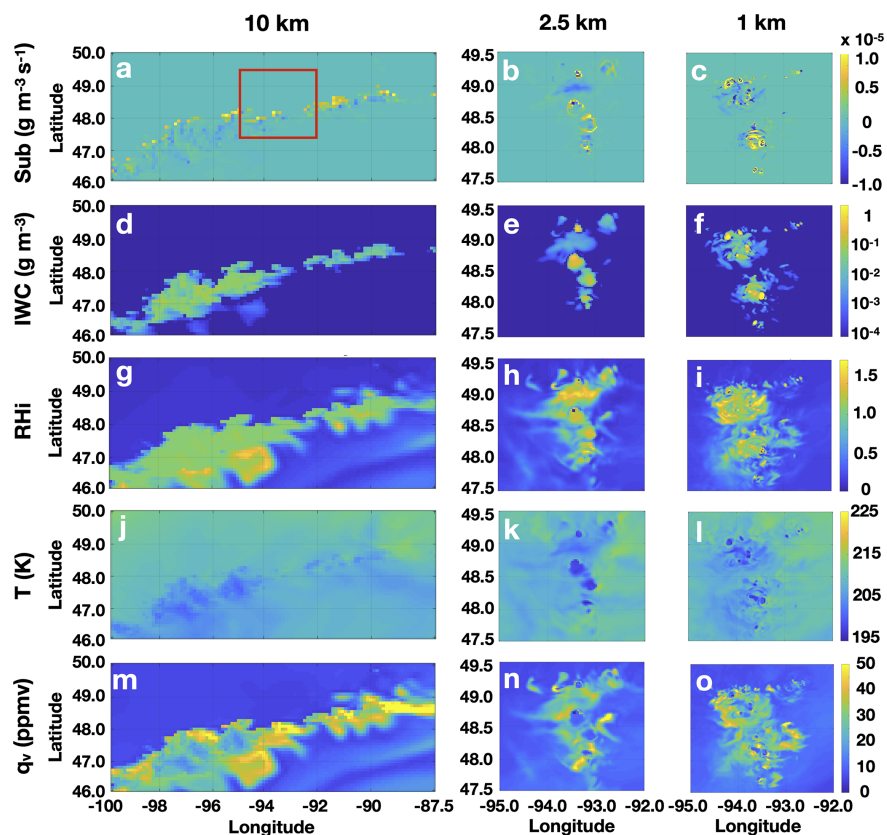 10 km 2.5 km 1 km
x 10⁻⁵
Sub (g m⁻³ s⁻¹)
Latitude
50.0
49.0
48.0
47.0
46.0
a
49.5
49.0
48.5
48.0
47.5
b
c
1.0
0.5
0
-0.5
-1.0
IWC (g m⁻³)
Latitude
50.0
49.0
48.0
47.0
46.0
d
49.5
49.0
48.5
48.0
47.5
e
f
1
10⁻¹
10⁻²
10⁻³
10⁻⁴
RHi
Latitude
50.0
49.0
48.0
47.0
46.0
g
49.5
49.0
48.5
48.0
47.5
h
i
1.5
1.0
0.5
0
T (K)
Latitude
50.0
49.0
48.0
47.0
46.0
j
49.5
49.0
48.5
48.0
47.5
k
l
225
215
205
195
qᵥ (ppmv)
Latitude
50.0
49.0
48.0
47.0
46.0
m
49.5
49.0
48.5
48.0
47.5
n
o
50
40
30
20
10
0
-100 -98 -96 -94 -92 -90 -87.5
-95.0 -94.0 -93.0 -92.0
-95.0 -94.0 -93.0 -92.0
Longitude Longitude Longitude